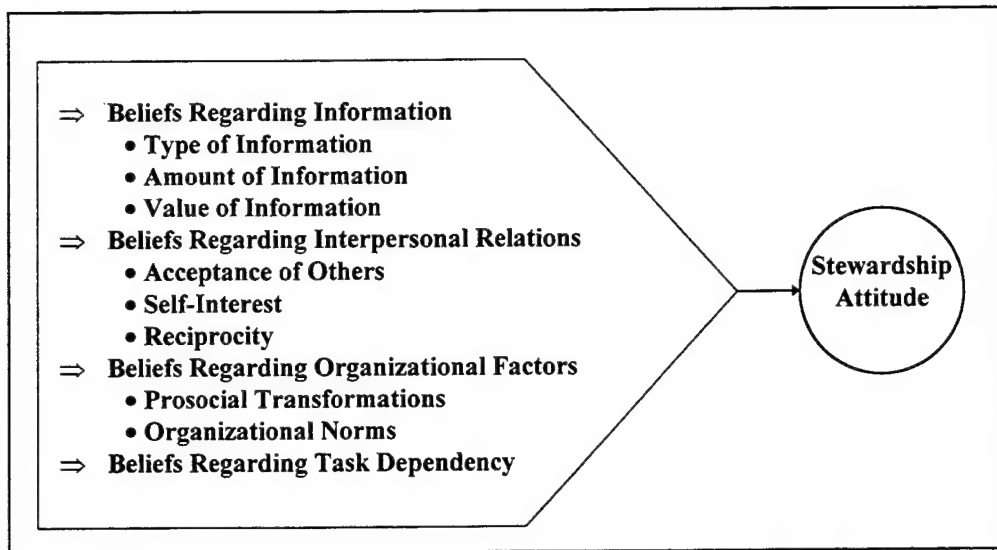 ⇒ Beliefs Regarding Information
• Type of Information
• Amount of Information
• Value of Information
⇒ Beliefs Regarding Interpersonal Relations
• Acceptance of Others
• Self-Interest
• Reciprocity
⇒ Beliefs Regarding Organizational Factors
• Prosocial Transformations
• Organizational Norms
⇒ Beliefs Regarding Task Dependency
Stewardship
Attitude